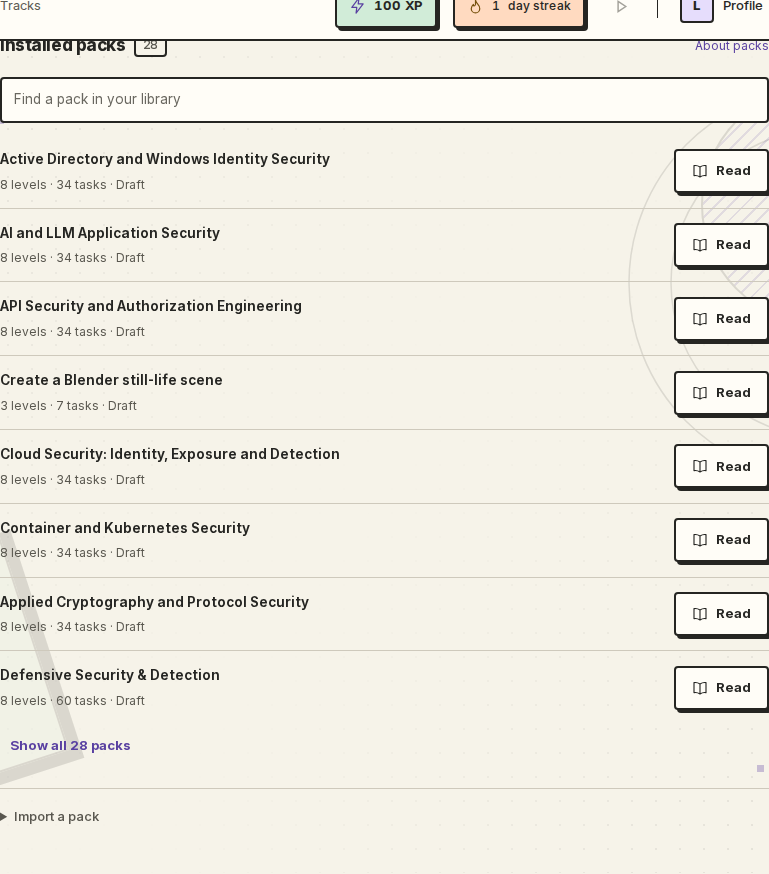 Tracks
100 XP
1 day streak
L
Profile
Installed packs
28
About packs
Find a pack in your library
Active Directory and Windows Identity Security
8 levels · 34 tasks · Draft
Read
AI and LLM Application Security
8 levels · 34 tasks · Draft
Read
API Security and Authorization Engineering
8 levels · 34 tasks · Draft
Read
Create a Blender still-life scene
3 levels · 7 tasks · Draft
Read
Cloud Security: Identity, Exposure and Detection
8 levels · 34 tasks · Draft
Read
Container and Kubernetes Security
8 levels · 34 tasks · Draft
Read
Applied Cryptography and Protocol Security
8 levels · 34 tasks · Draft
Read
Defensive Security & Detection
8 levels · 60 tasks · Draft
Read
Show all 28 packs
Import a pack